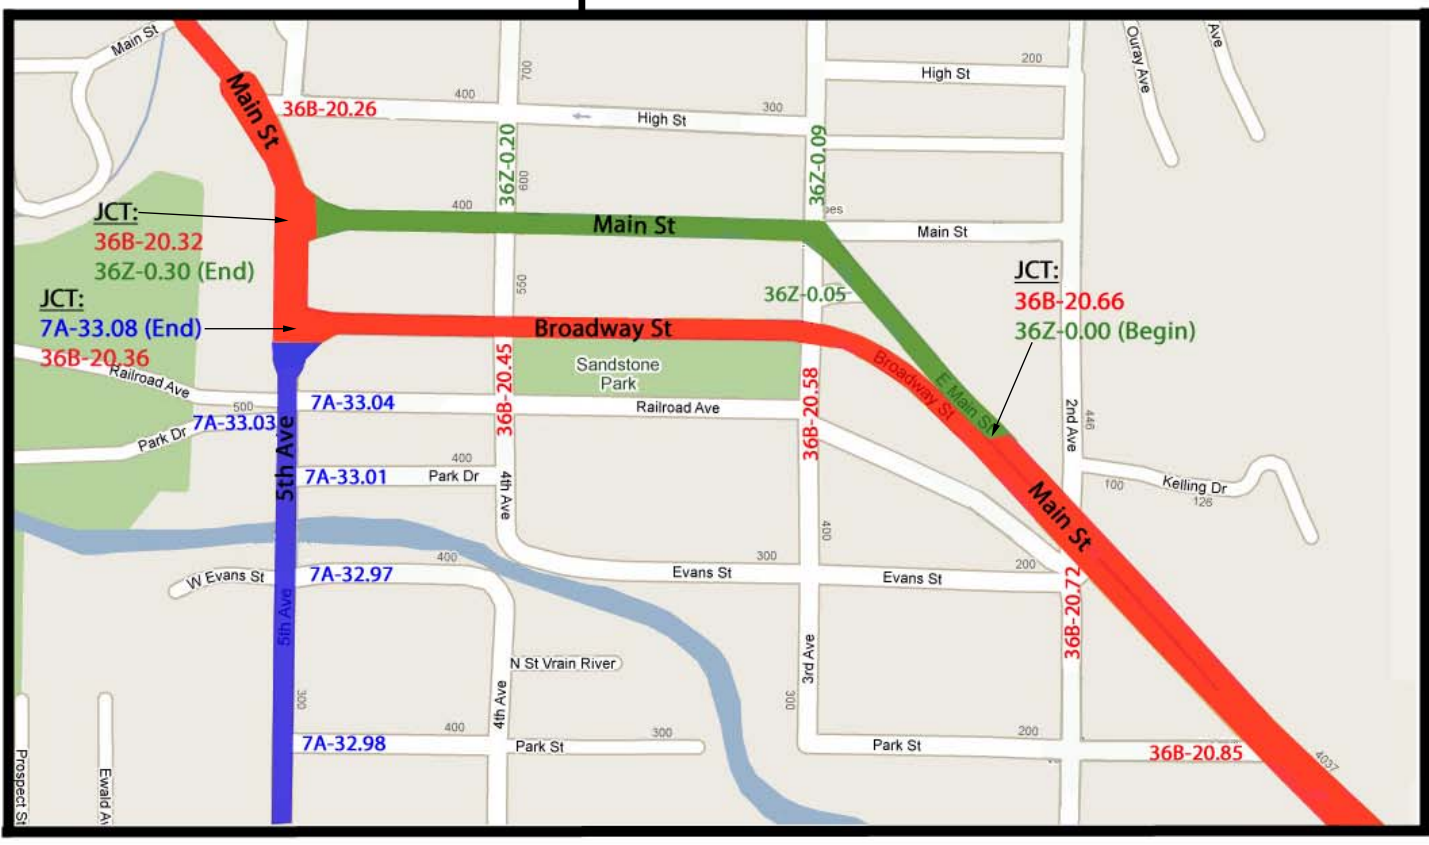 Main St
Main St
700
High St
200
Ouray Ave
Ave
36B-20.26
400
High St
300
36Z-0.20
600
36Z-0.09
JCT:
36B-20.32
36Z-0.30 (End)
400
Main St
Main St
JCT:
36B-20.66
36Z-0.00 (Begin)
JCT:
7A-33.08 (End)
36B-20.36
550
36Z-0.05
Broadway St
Sandstone
Park
Broadway St
E Main St
Railroad Ave
500
7A-33.04
36B-20.45
Railroad Ave
36B-20.58
2nd Ave
446
7A-33.03
Park Dr
5th Ave
7A-33.01
400
Park Dr
4th Ave
Main St
100
Kelling Dr
126
400
W Evans St
7A-32.97
400
Evans St
300
Evans St
200
36B-20.72
5th Ave
N St Vrain River
3rd Ave
300
4th Ave
300
7A-32.98
400
Park St
300
Park St
200
36B-20.85
4037
Prospect St
Ewald Av